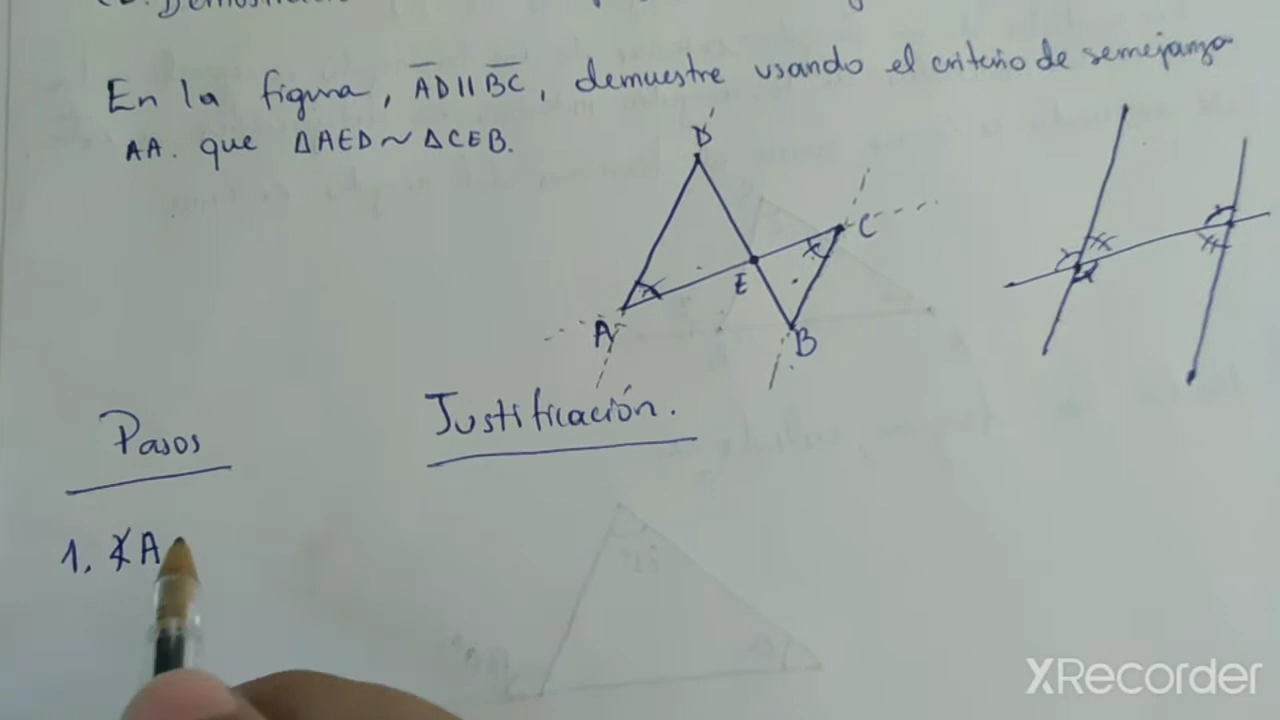 Demostración
En la figura, AD || BC, demuestre usando el criterio de semejanza
AA. que ΔAED ~ ΔCEB.
D
C
E
A
B
Justificación.
Pasos
1. ∡A
XRecorder